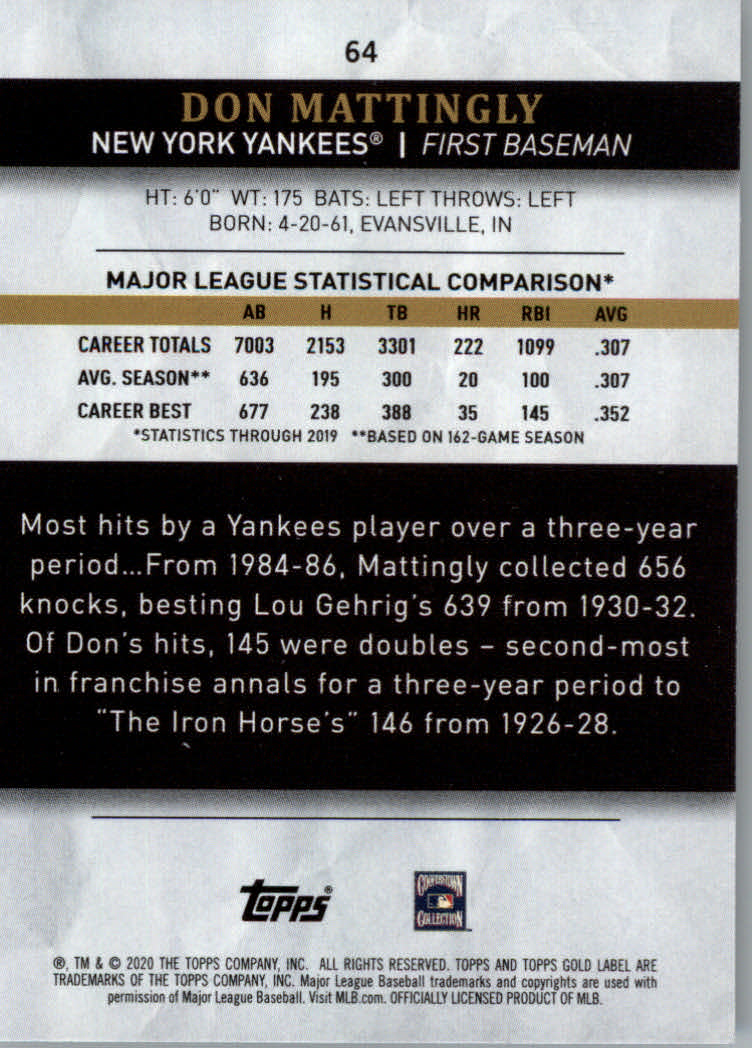 64
DON MATTINGLY
NEW YORK YANKEES® | FIRST BASEMAN
HT: 6'0" WT: 175 BATS: LEFT THROWS: LEFT
BORN: 4-20-61, EVANSVILLE, IN
MAJOR LEAGUE STATISTICAL COMPARISON*
AB H TB HR RBI AVG
CAREER TOTALS 7003 2153 3301 222 1099 .307
AVG. SEASON** 636 195 300 20 100 .307
CAREER BEST 677 238 388 35 145 .352
*STATISTICS THROUGH 2019 **BASED ON 162-GAME SEASON
Most hits by a Yankees player over a three-year
period...From 1984-86, Mattingly collected 656
knocks, besting Lou Gehrig's 639 from 1930-32.
Of Don's hits, 145 were doubles – second-most
in franchise annals for a three-year period to
"The Iron Horse's" 146 from 1926-28.
Topps®
COOPERSTOWN
COLLECTION
®, TM & © 2020 THE TOPPS COMPANY, INC. ALL RIGHTS RESERVED. TOPPS AND TOPPS GOLD LABEL ARE
TRADEMARKS OF THE TOPPS COMPANY, INC. Major League Baseball trademarks and copyrights are used with
permission of Major League Baseball. Visit MLB.com. OFFICIALLY LICENSED PRODUCT OF MLB.